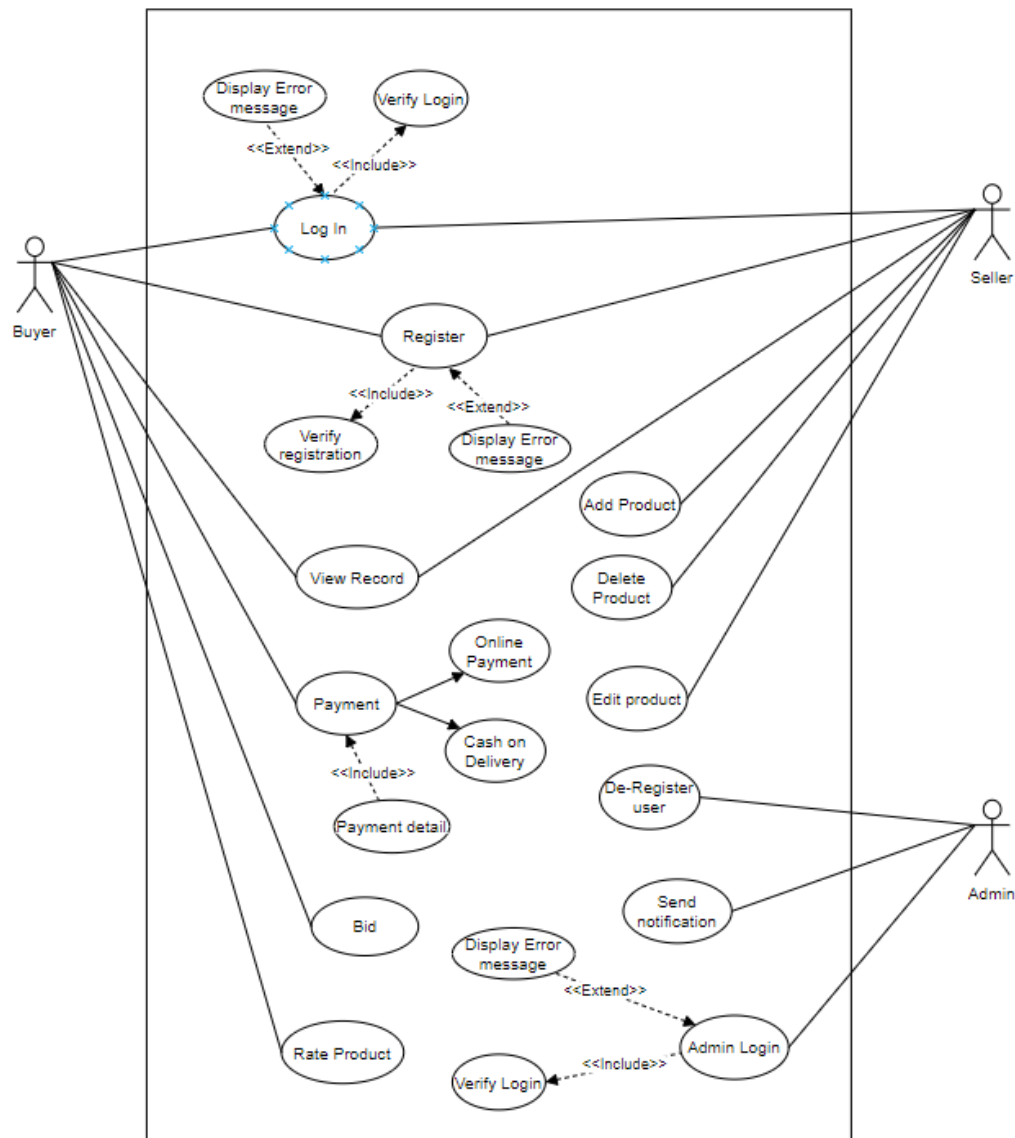 Display Error
message
Verify Login
<<Extend>>
<<Include>>
Log In
Buyer
Seller
Register
<<Include>>
<<Extend>>
Verify
registration
Display Error
message
Add Product
View Record
Delete
Product
Online
Payment
Payment
Edit product
Cash on
Delivery
<<Include>>
De-Register
user
Payment detail
Admin
Bid
Send
notification
Display Error
message
<<Extend>>
Rate Product
Admin Login
<<Include>>
Verify Login